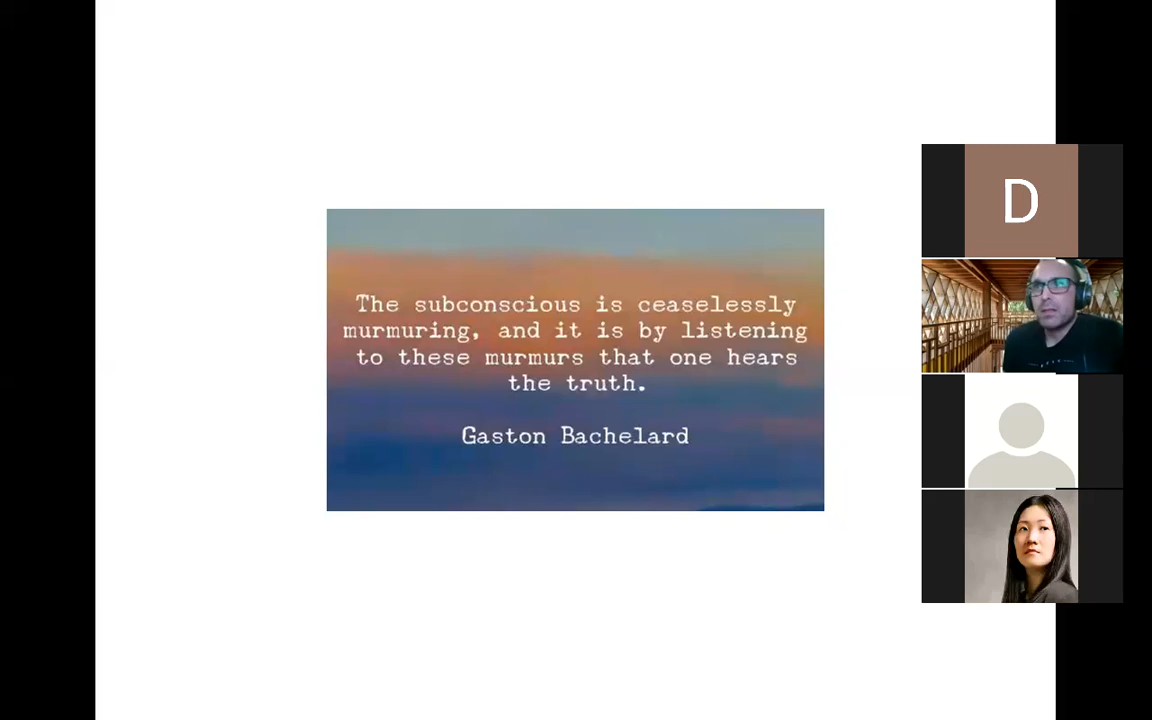 The subconscious is ceaselessly
murmuring, and it is by listening
to these murmurs that one hears
the truth.
Gaston Bachelard
D